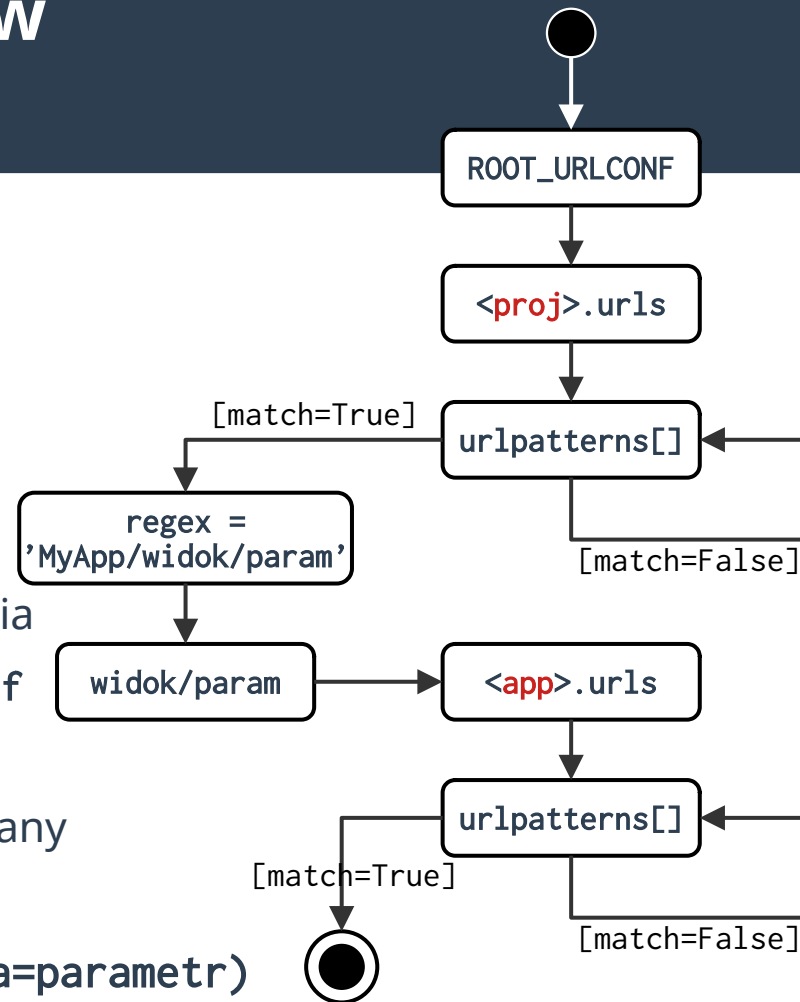 w
ROOT_URLCONF
<proj>.urls
[match=True]
urlpatterns[]
regex =
’MyApp/widok/param’
[match=False]
ia
f
widok/param
<app>.urls
any
urlpatterns[]
[match=True]
[match=False]
a=parametr)